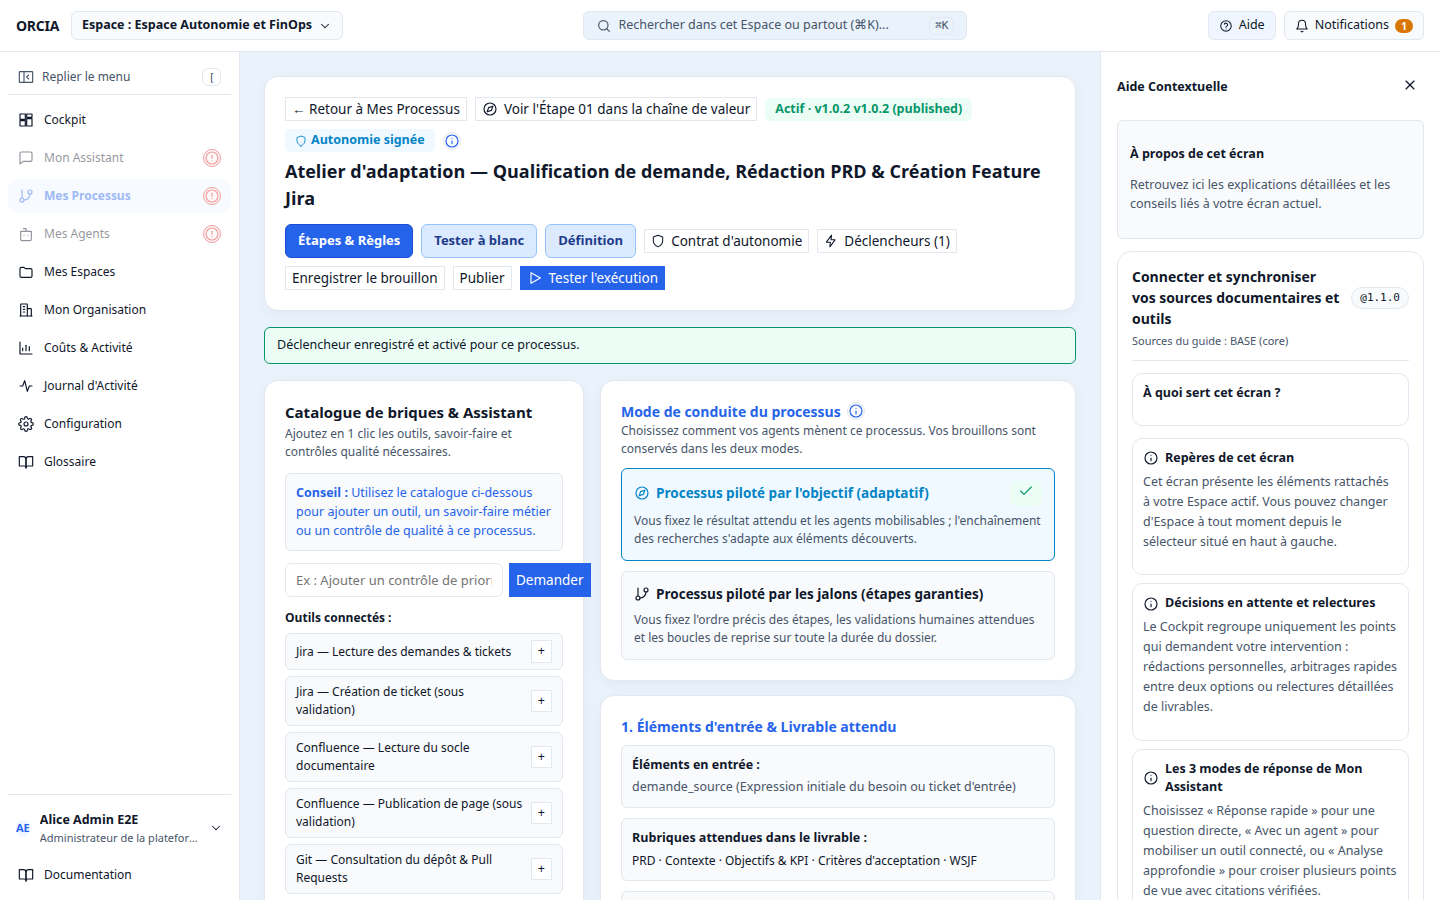 ORCIA
Espace : Espace Autonomie et FinOps
Rechercher dans cet Espace ou partout (⌘K)...
⌘K
Aide
Notifications
1
Replier le menu
[
Cockpit
Mon Assistant
Mes Processus
Mes Agents
Mes Espaces
Mon Organisation
Coûts & Activité
Journal d'Activité
Configuration
Glossaire
AE
Alice Admin E2E
Administrateur de la platefor...
Documentation
← Retour à Mes Processus
Voir l'Étape 01 dans la chaîne de valeur
Actif · v1.0.2 v1.0.2 (published)
Autonomie signée
Atelier d'adaptation — Qualification de demande, Rédaction PRD & Création Feature
Jira
Étapes & Règles
Tester à blanc
Définition
Contrat d'autonomie
Déclencheurs (1)
Enregistrer le brouillon
Publier
Tester l'exécution
Déclencheur enregistré et activé pour ce processus.
Catalogue de briques & Assistant
Ajoutez en 1 clic les outils, savoir-faire et
contrôles qualité nécessaires.
Conseil : Utilisez le catalogue ci-dessous
pour ajouter un outil, un savoir-faire métier
ou un contrôle de qualité à ce processus.
Ex : Ajouter un contrôle de prior
Demander
Outils connectés :
Jira — Lecture des demandes & tickets
+
Jira — Création de ticket (sous
validation)
+
Confluence — Lecture du socle
documentaire
+
Confluence — Publication de page (sous
validation)
+
Git — Consultation du dépôt & Pull
Requests
+
Mode de conduite du processus
Choisissez comment vos agents mènent ce processus. Vos brouillons sont
conservés dans les deux modes.
Processus piloté par l'objectif (adaptatif)
Vous fixez le résultat attendu et les agents mobilisables ; l'enchaînement
des recherches s'adapte aux éléments découverts.
Processus piloté par les jalons (étapes garanties)
Vous fixez l'ordre précis des étapes, les validations humaines attendues
et les boucles de reprise sur toute la durée du dossier.
1. Éléments d'entrée & Livrable attendu
Éléments en entrée :
demande_source (Expression initiale du besoin ou ticket d'entrée)
Rubriques attendues dans le livrable :
PRD · Contexte · Objectifs & KPI · Critères d'acceptation · WSJF
Aide Contextuelle
À propos de cet écran
Retrouvez ici les explications détaillées et les
conseils liés à votre écran actuel.
Connecter et synchroniser
vos sources documentaires et
outils
@1.1.0
Sources du guide : BASE (core)
À quoi sert cet écran ?
Repères de cet écran
Cet écran présente les éléments rattachés
à votre Espace actif. Vous pouvez changer
d'Espace à tout moment depuis le
sélecteur situé en haut à gauche.
Décisions en attente et relectures
Le Cockpit regroupe uniquement les points
qui demandent votre intervention :
rédactions personnelles, arbitrages rapides
entre deux options ou relectures détaillées
de livrables.
Les 3 modes de réponse de Mon
Assistant
Choisissez « Réponse rapide » pour une
question directe, « Avec un agent » pour
mobiliser un outil connecté, ou « Analyse
approfondie » pour croiser plusieurs points
de vue avec citations vérifiées.